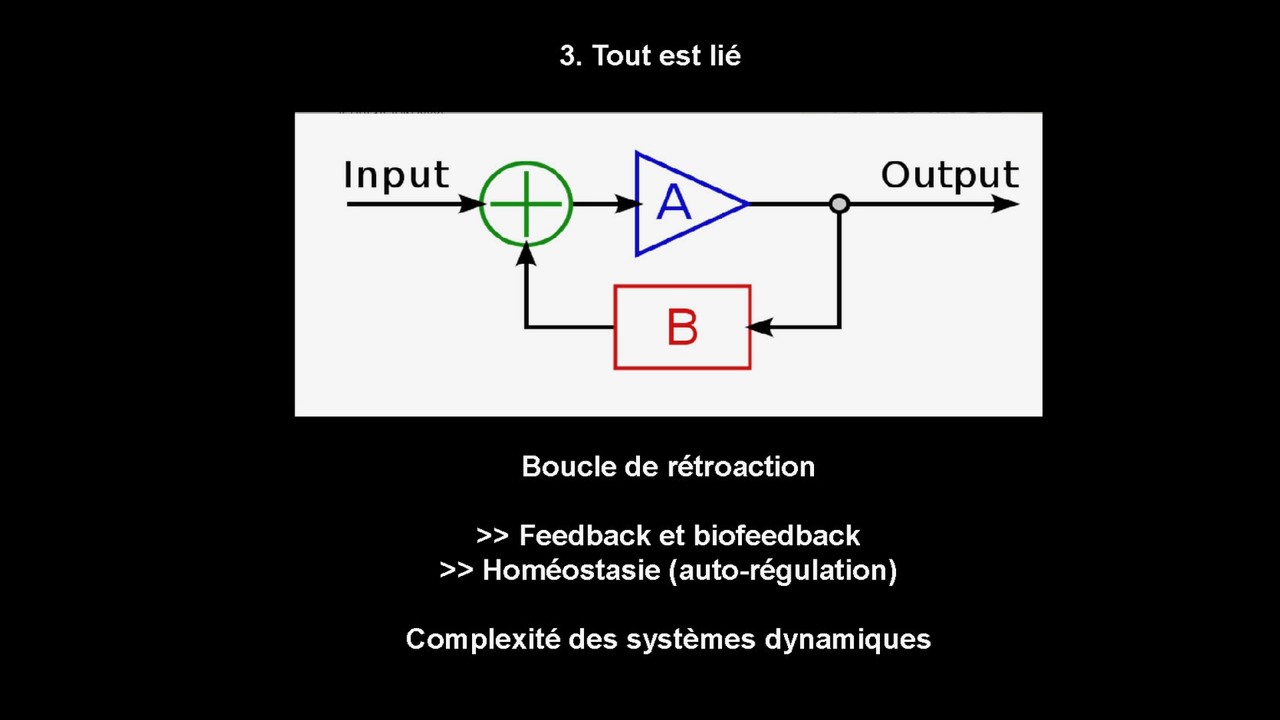 3. Tout est lié
Input
Output
A
B
Boucle de rétroaction
>> Feedback et biofeedback
>> Homéostasie (auto-régulation)
Complexité des systèmes dynamiques